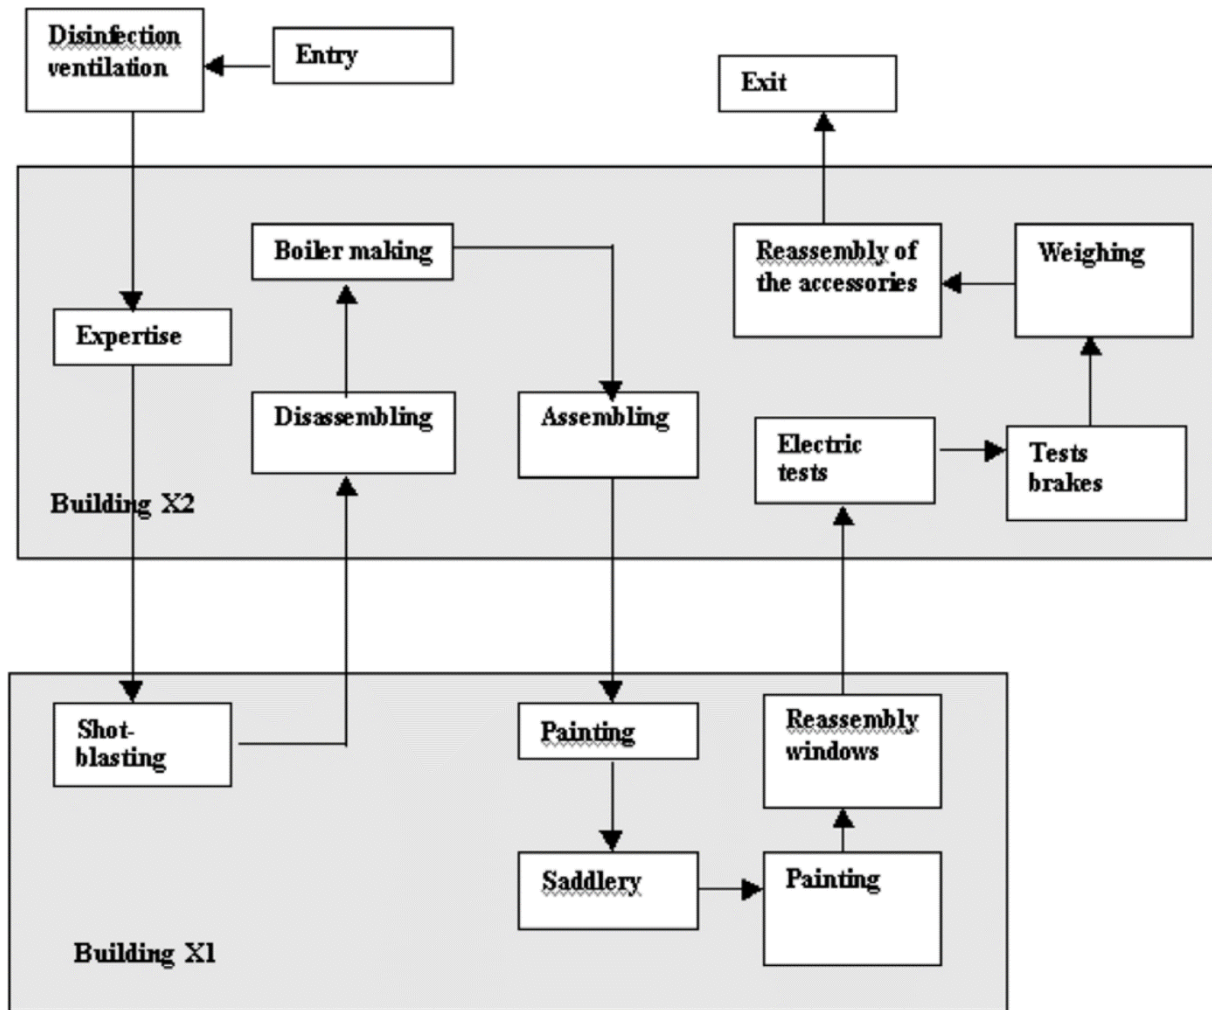 Disinfection
ventilation
Entry
Exit
Boiler making
Reassembly of
the accessories
Weighing
Expertise
Disassembling
Assembling
Electric
tests
Tests
brakes
Building X2
Shot-
blasting
Painting
Reassembly
windows
Saddlery
Painting
Building X1